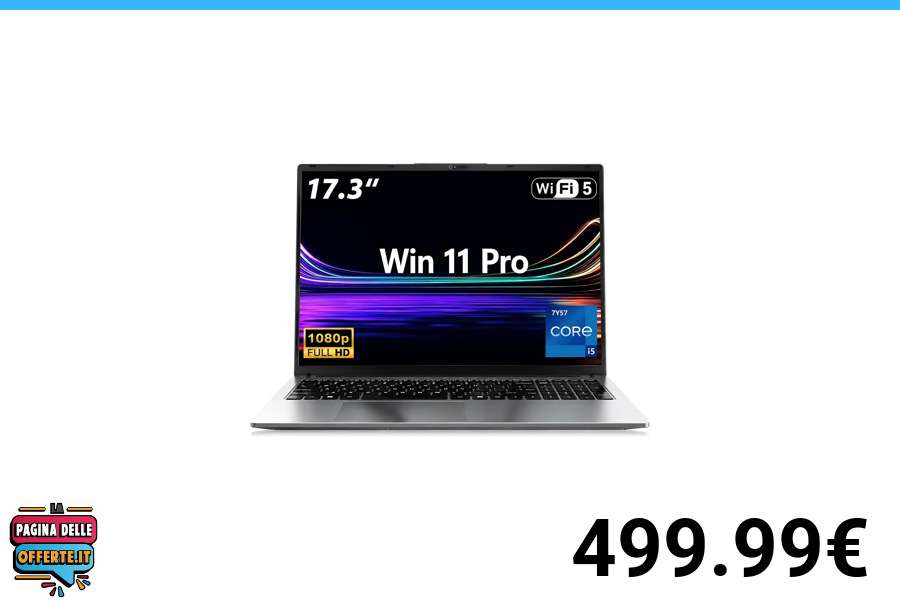 17.3"
WiFi 5
Win 11 Pro
7Y57
CORE
i5
1080p
FULL HD
LA
PAGINA DELLE
OFFERTE.IT
499.99€